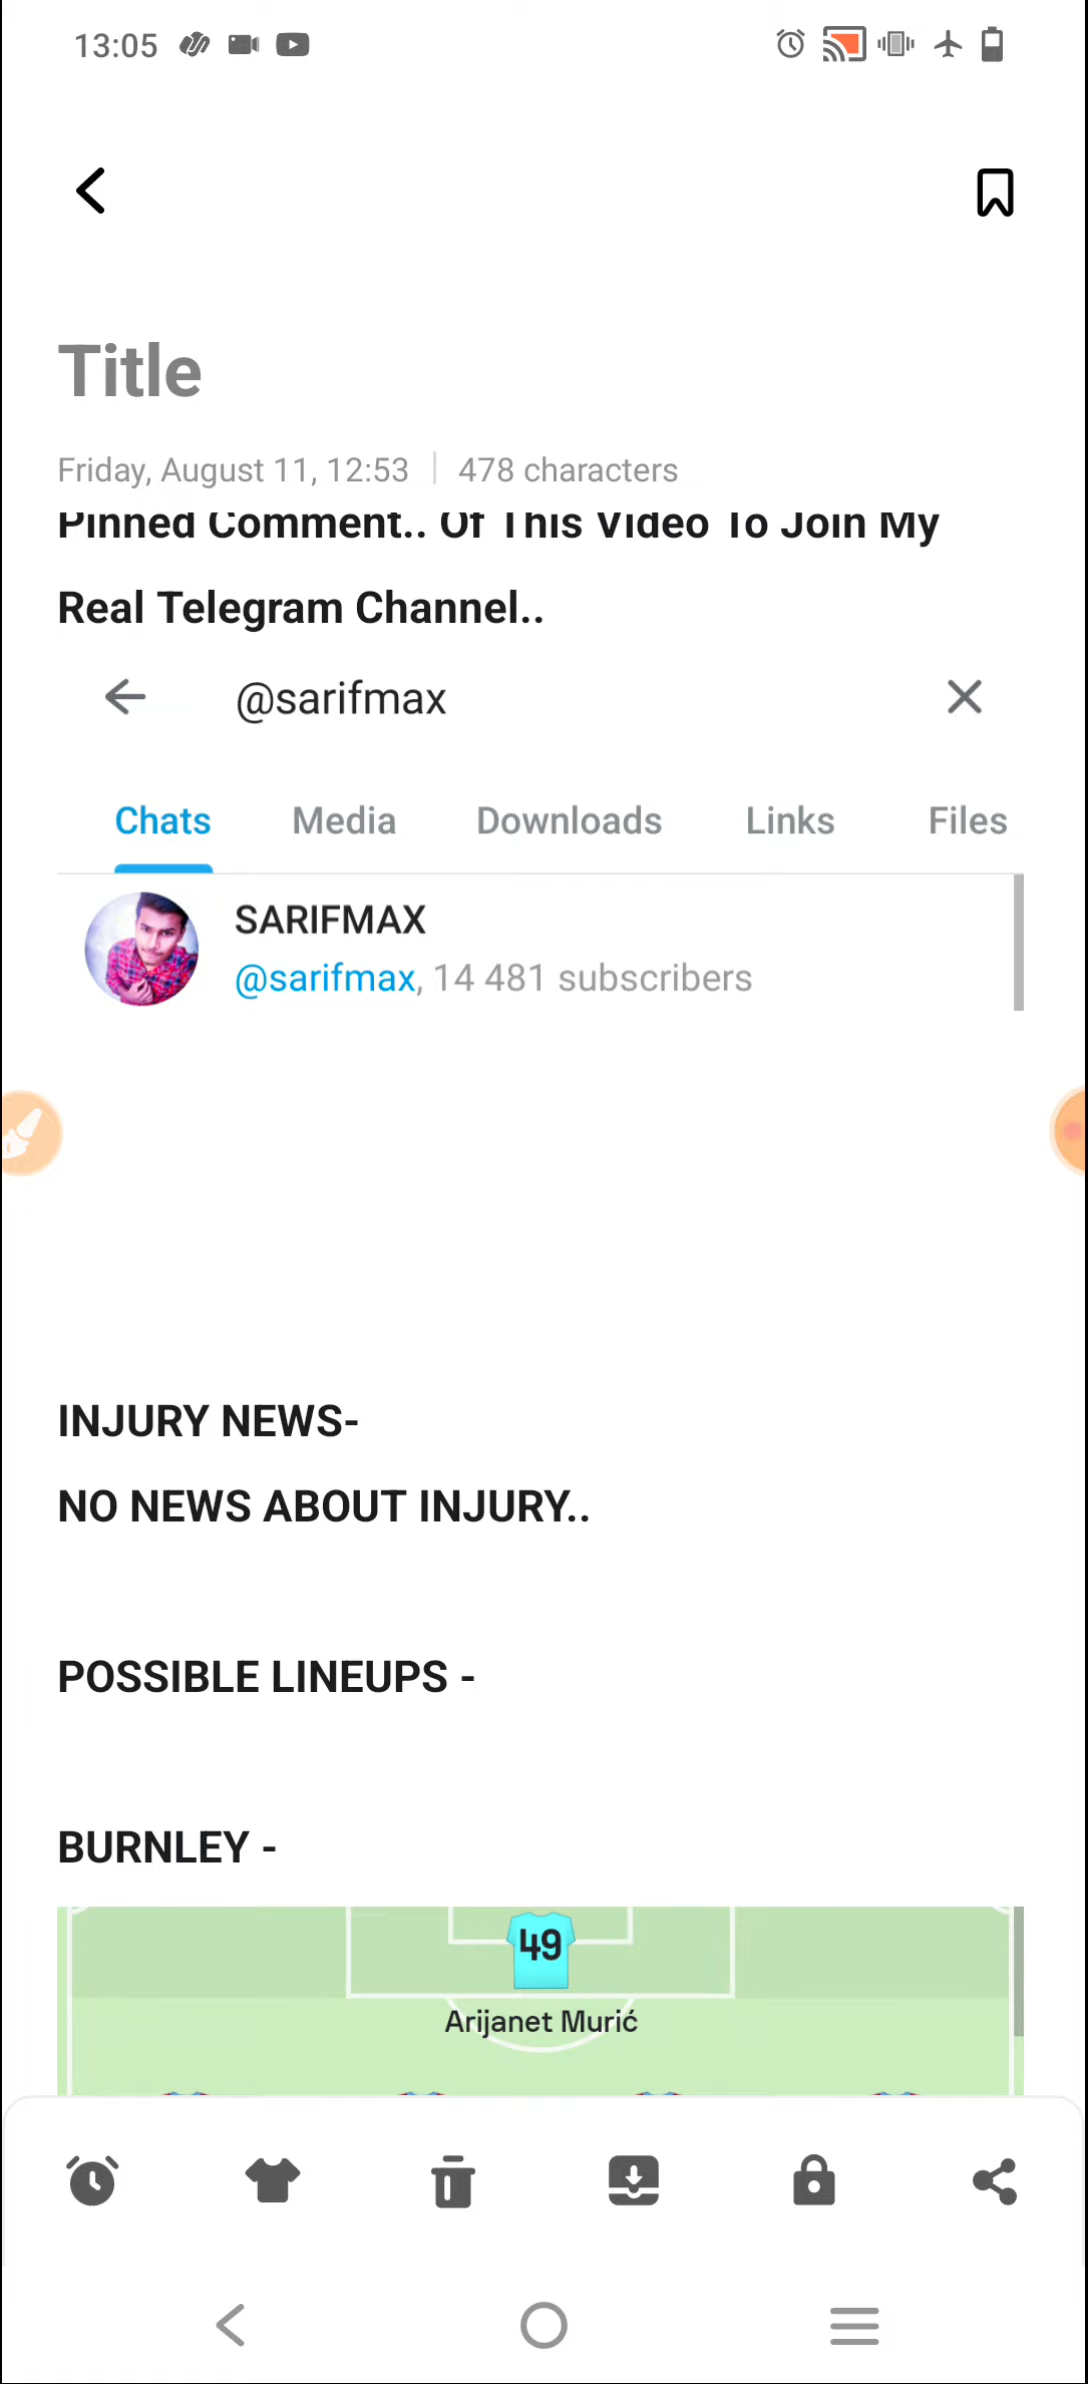 13:05
Title
Friday, August 11, 12:53 | 478 characters
Pinned Comment.. Of This Video To Join My
Real Telegram Channel..
@sarifmax
Chats Media Downloads Links Files
SARIFMAX
@sarifmax, 14 481 subscribers
INJURY NEWS-
NO NEWS ABOUT INJURY..
POSSIBLE LINEUPS -
BURNLEY -
49
Arijanet Murić